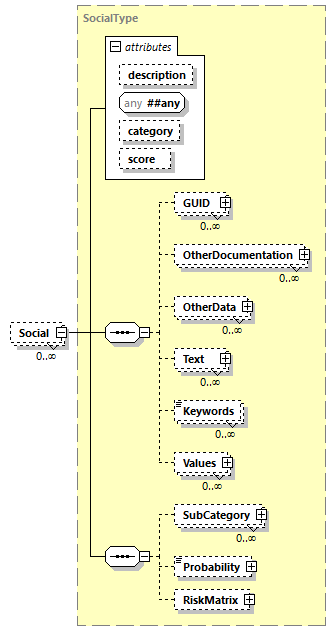 SocialType
attributes
description
any ##any
category
score
GUID
0..∞
OtherDocumentation
0..∞
OtherData
0..∞
Social
0..∞
Text
0..∞
Keywords
0..∞
Values
0..∞
SubCategory
0..∞
Probability
RiskMatrix